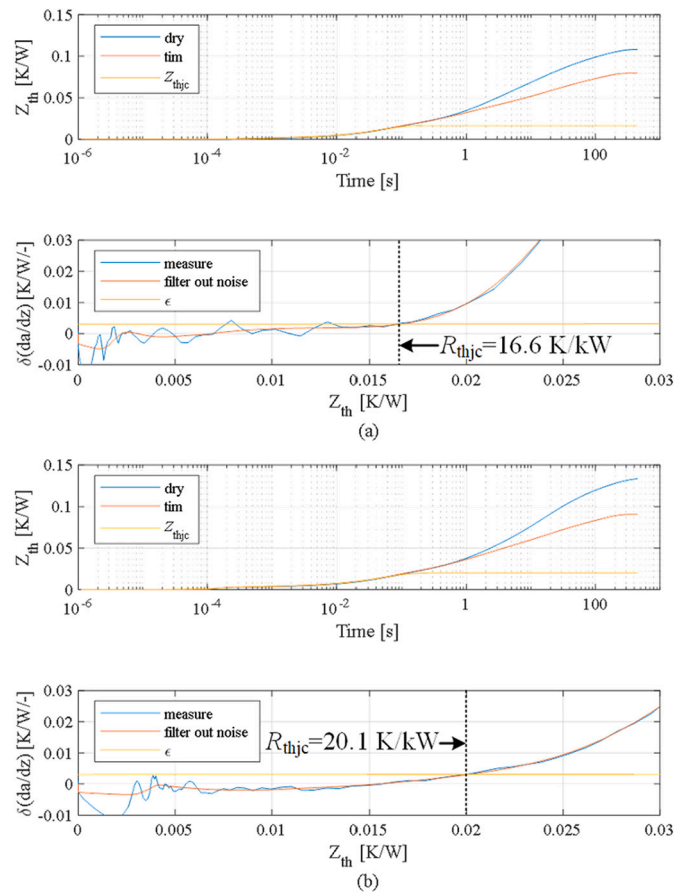 Z_th [K/W]
0.15
0.1
0.05
0
dry
tim
Z_thjc
10^-6
10^-4
10^-2
1
100
Time [s]
δ(da/dz) [K/W/-]
0.03
0.02
0.01
0
-0.01
measure
filter out noise
ϵ
R_thjc=16.6 K/kW
0
0.005
0.01
0.015
0.02
0.025
0.03
Z_th [K/W]
(a)
Z_th [K/W]
0.15
0.1
0.05
0
dry
tim
Z_thjc
10^-6
10^-4
10^-2
1
100
Time [s]
δ(da/dz) [K/W/-]
0.03
0.02
0.01
0
-0.01
measure
filter out noise
ϵ
R_thjc=20.1 K/kW
0
0.005
0.01
0.015
0.02
0.025
0.03
Z_th [K/W]
(b)